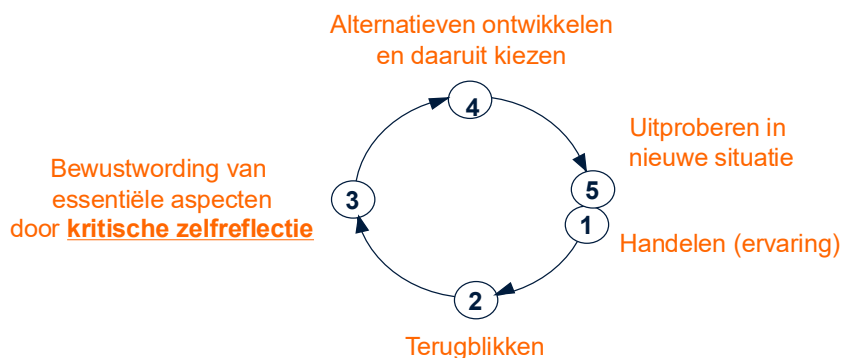 Alternatieven ontwikkelen
en daaruit kiezen
4
Uitproberen in
nieuwe situatie
5
Bewustwording van
essentiële aspecten
door kritische zelfreflectie
3
1
Handelen (ervaring)
2
Terugblikken